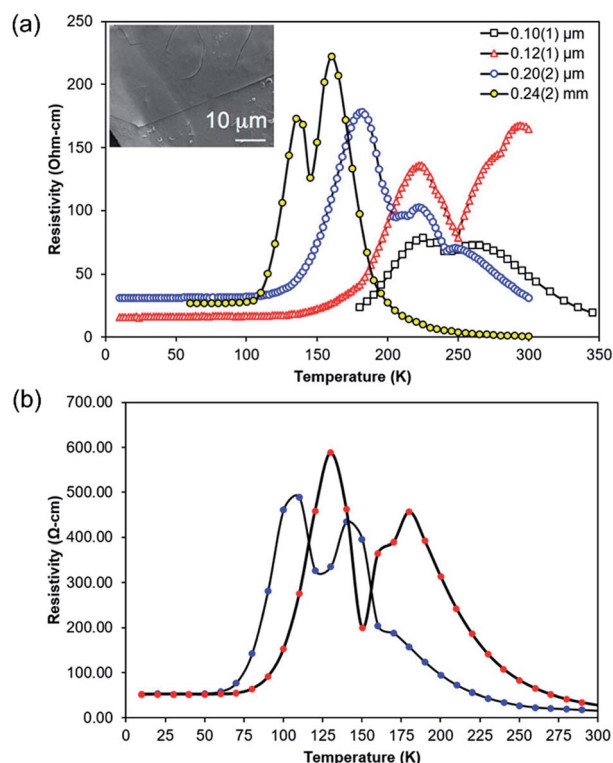 (a)
10 μm
0.10(1) μm
0.12(1) μm
0.20(2) μm
0.24(2) mm
Resistivity (Ohm-cm)
250
200
150
100
50
0
0 50 100 150 200 250 300 350
Temperature (K)
(b)
Resistivity (Ω-cm)
700.00
600.00
500.00
400.00
300.00
200.00
100.00
0.00
0 25 50 75 100 125 150 175 200 225 250 275 300
Temperature (K)